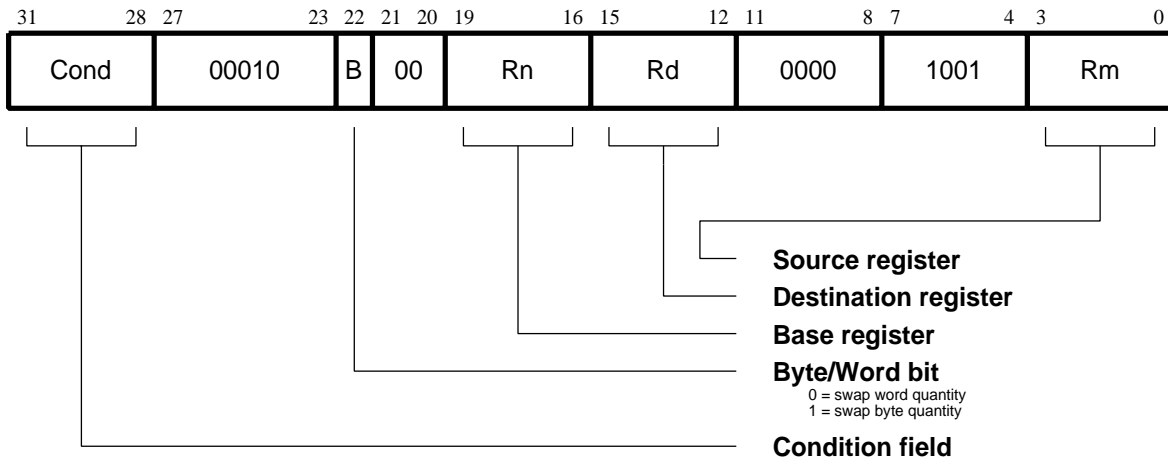 31 28 27 23 22 21 20 19 16 15 12 11 8 7 4 3 0
Cond 00010 B 00 Rn Rd 0000 1001 Rm
Source register
Destination register
Base register
Byte/Word bit
0 = swap word quantity
1 = swap byte quantity
Condition field